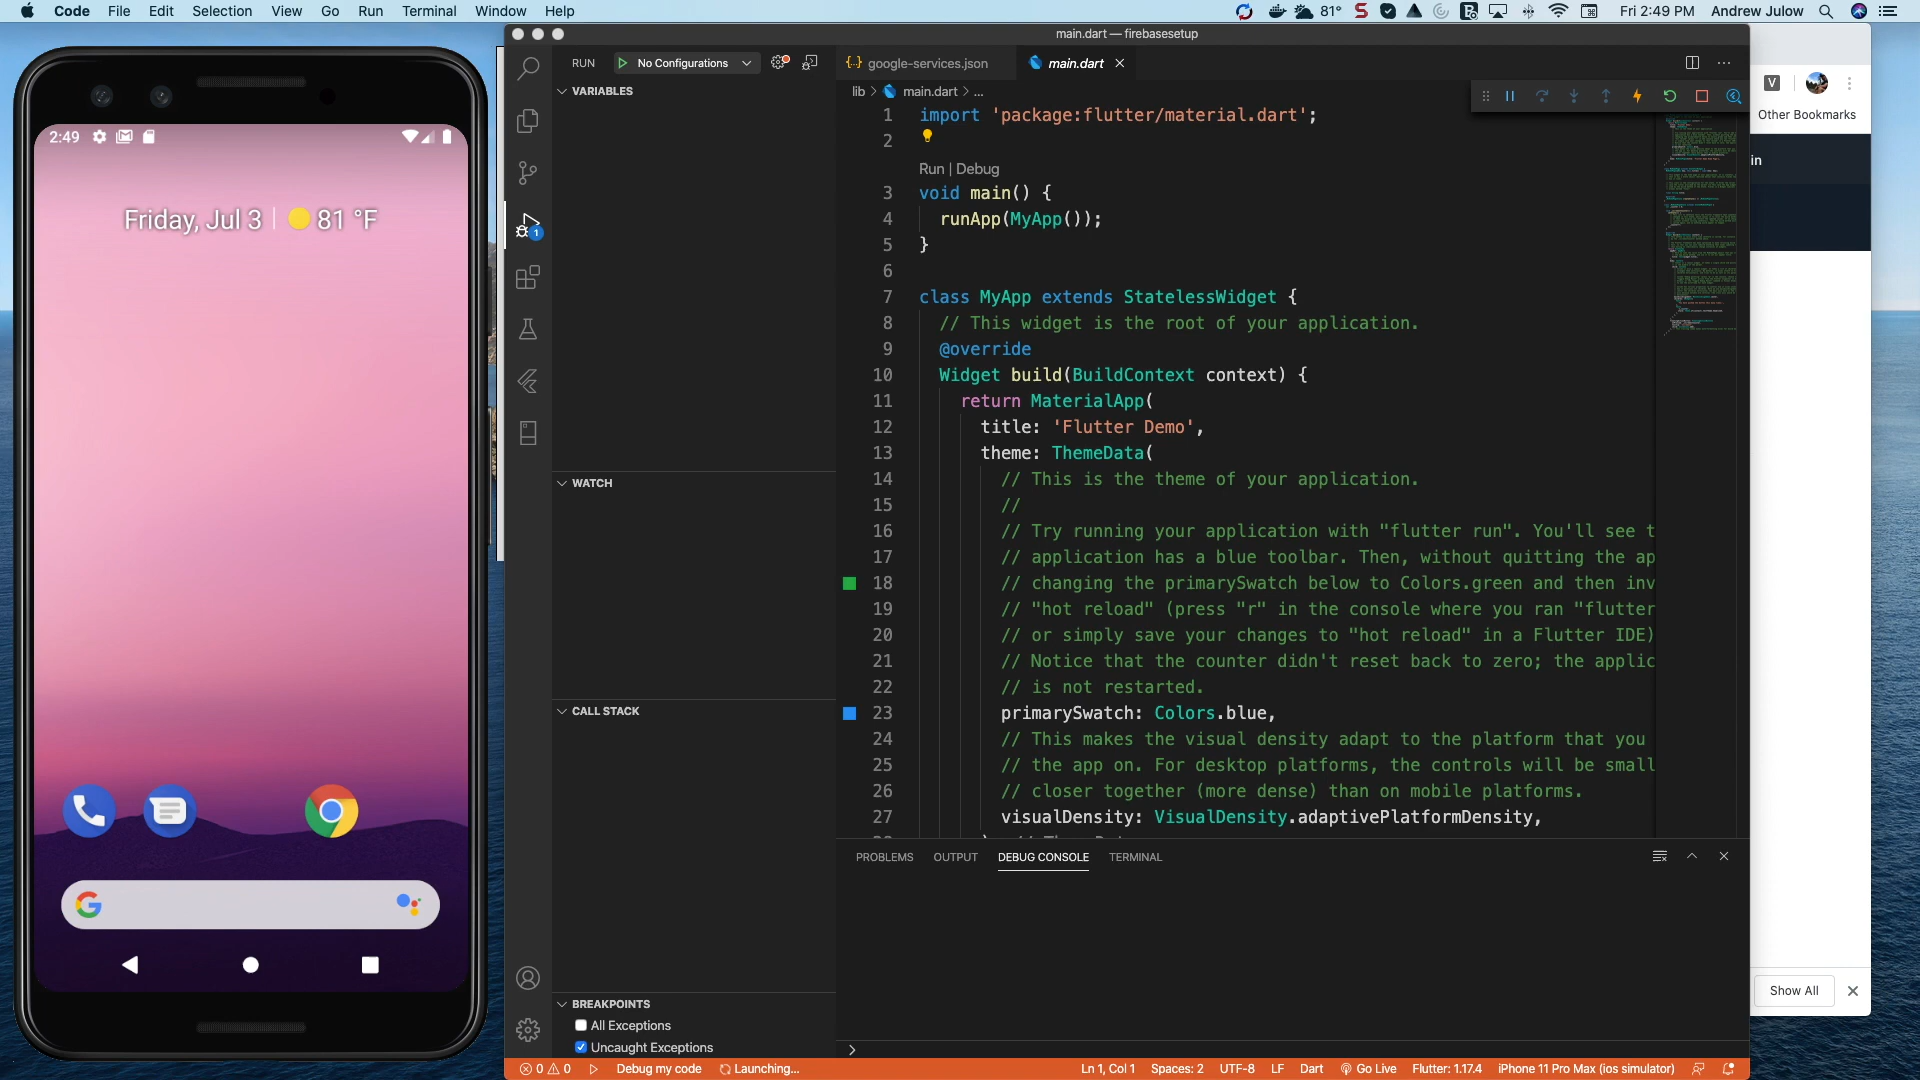 Code File Edit Selection View Go Run Terminal Window Help
81° Fri 2:49 PM Andrew Julow
main.dart — firebasesetup
2:49
Friday, Jul 3 81 °F
RUN No Configurations
VARIABLES
WATCH
CALL STACK
BREAKPOINTS
All Exceptions
Uncaught Exceptions
1
google-services.json
main.dart
lib > main.dart > ...
1 import 'package:flutter/material.dart';
2
Run | Debug
3 void main() {
4 runApp(MyApp());
5 }
6
7 class MyApp extends StatelessWidget {
8 // This widget is the root of your application.
9 @override
10 Widget build(BuildContext context) {
11 return MaterialApp(
12 title: 'Flutter Demo',
13 theme: ThemeData(
14 // This is the theme of your application.
15 //
16 // Try running your application with "flutter run". You'll see t
17 // application has a blue toolbar. Then, without quitting the ap
18 // changing the primarySwatch below to Colors.green and then inv
19 // "hot reload" (press "r" in the console where you ran "flutter
20 // or simply save your changes to "hot reload" in a Flutter IDE)
21 // Notice that the counter didn't reset back to zero; the applic
22 // is not restarted.
23 primarySwatch: Colors.blue,
24 // This makes the visual density adapt to the platform that you
25 // the app on. For desktop platforms, the controls will be small
26 // closer together (more dense) than on mobile platforms.
27 visualDensity: VisualDensity.adaptivePlatformDensity,
PROBLEMS OUTPUT DEBUG CONSOLE TERMINAL
>
0 0 Debug my code Launching... Ln 1, Col 1 Spaces: 2 UTF-8 LF Dart Go Live Flutter: 1.17.4 iPhone 11 Pro Max (ios simulator)
V
Other Bookmarks
in
Show All